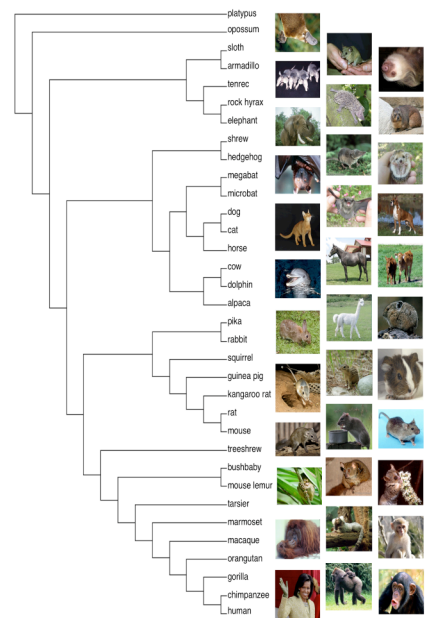 platypus
opossum
sloth
armadillo
tenrec
rock hyrax
elephant
shrew
hedgehog
megabat
microbat
dog
cat
horse
cow
dolphin
alpaca
pika
rabbit
squirrel
guinea pig
kangaroo rat
rat
mouse
treeshrew
bushbaby
mouse lemur
tarsier
marmoset
macaque
orangutan
gorilla
chimpanzee
human